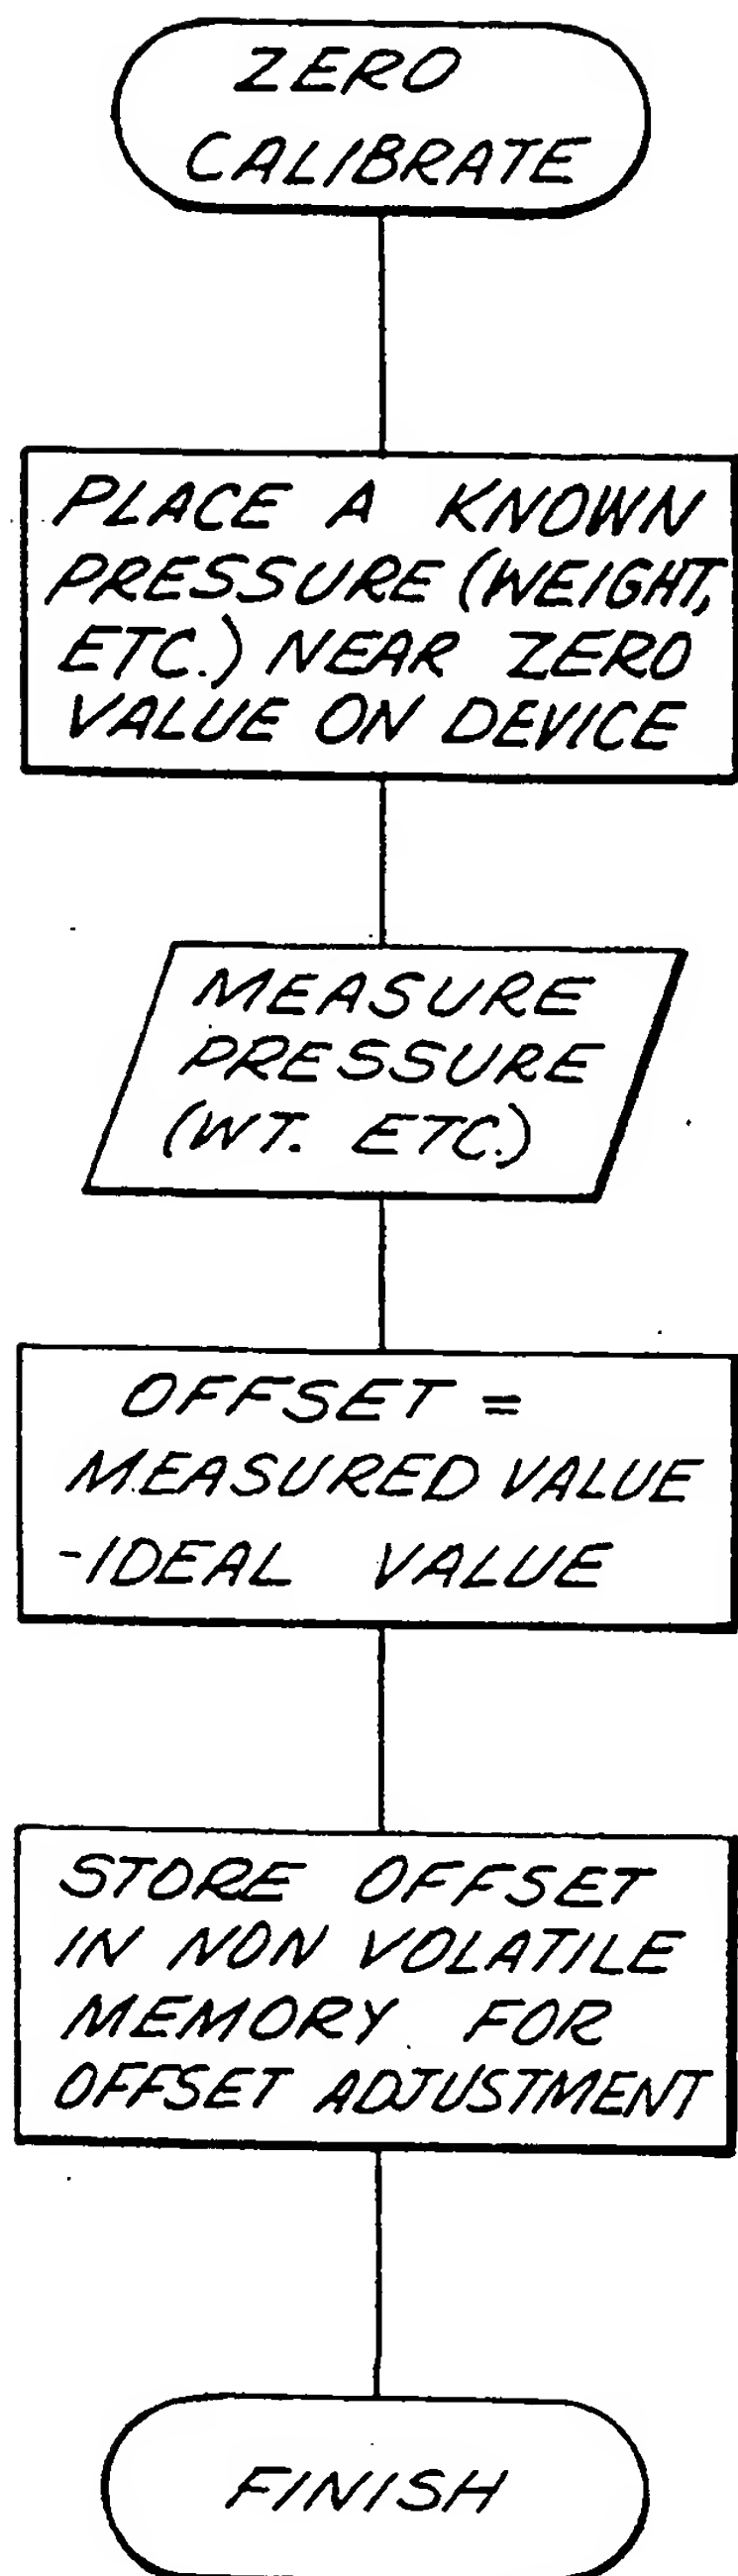 ZERO
CALIBRATE
PLACE A KNOWN
PRESSURE (WEIGHT,
ETC.) NEAR ZERO
VALUE ON DEVICE
MEASURE
PRESSURE
(WT. ETC.)
OFFSET =
MEASURED VALUE
-IDEAL VALUE
STORE OFFSET
IN NON VOLATILE
MEMORY FOR
OFFSET ADJUSTMENT
FINISH